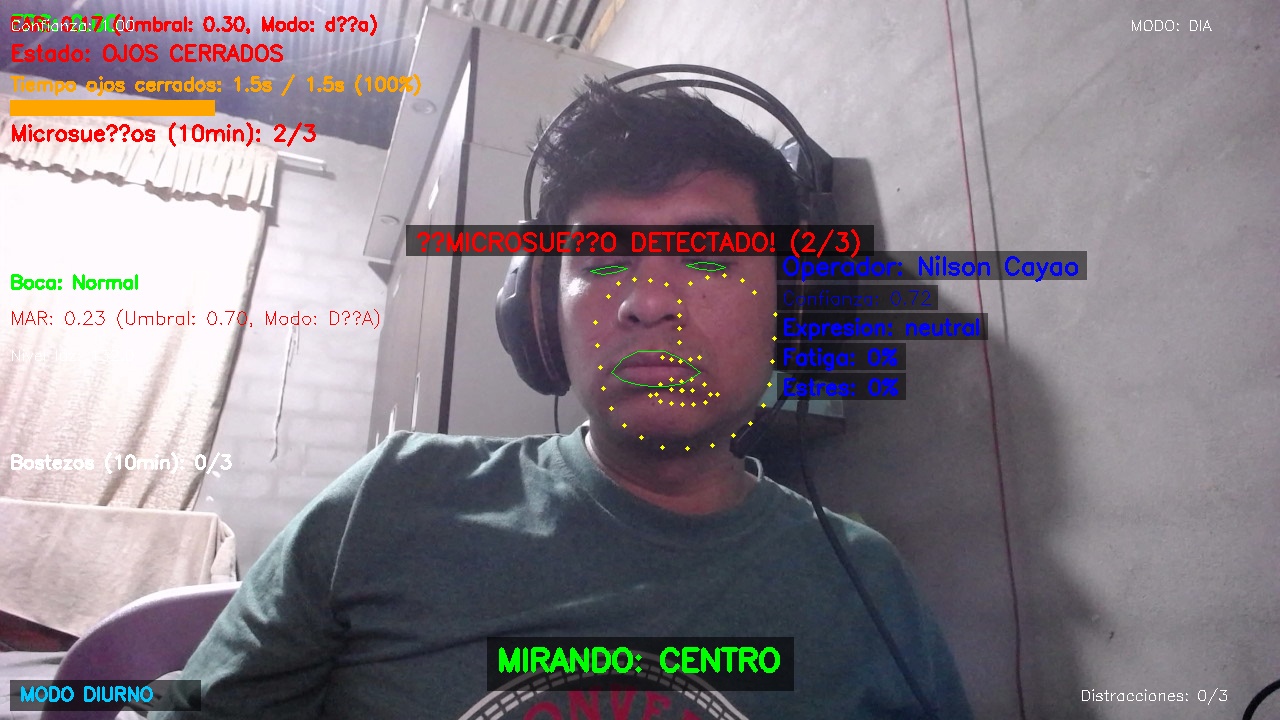 Confianza: 1.00
(Umbral: 0.30, Modo: d??a)
MODO: DIA
Estado: OJOS CERRADOS
Tiempo ojos cerrados: 1.5s / 1.5s (100%)
Microsue??os (10min): 2/3
??MICROSUE??O DETECTADO! (2/3)
Operador: Nilson Cayao
Boca: Normal
Confianza: 0.72
MAR: 0.23 (Umbral: 0.70, Modo: D??A)
Expresion: neutral
Fatiga: 0%
Estres: 0%
Bostezos (10min): 0/3
MIRANDO: CENTRO
MODO DIURNO
Distracciones: 0/3